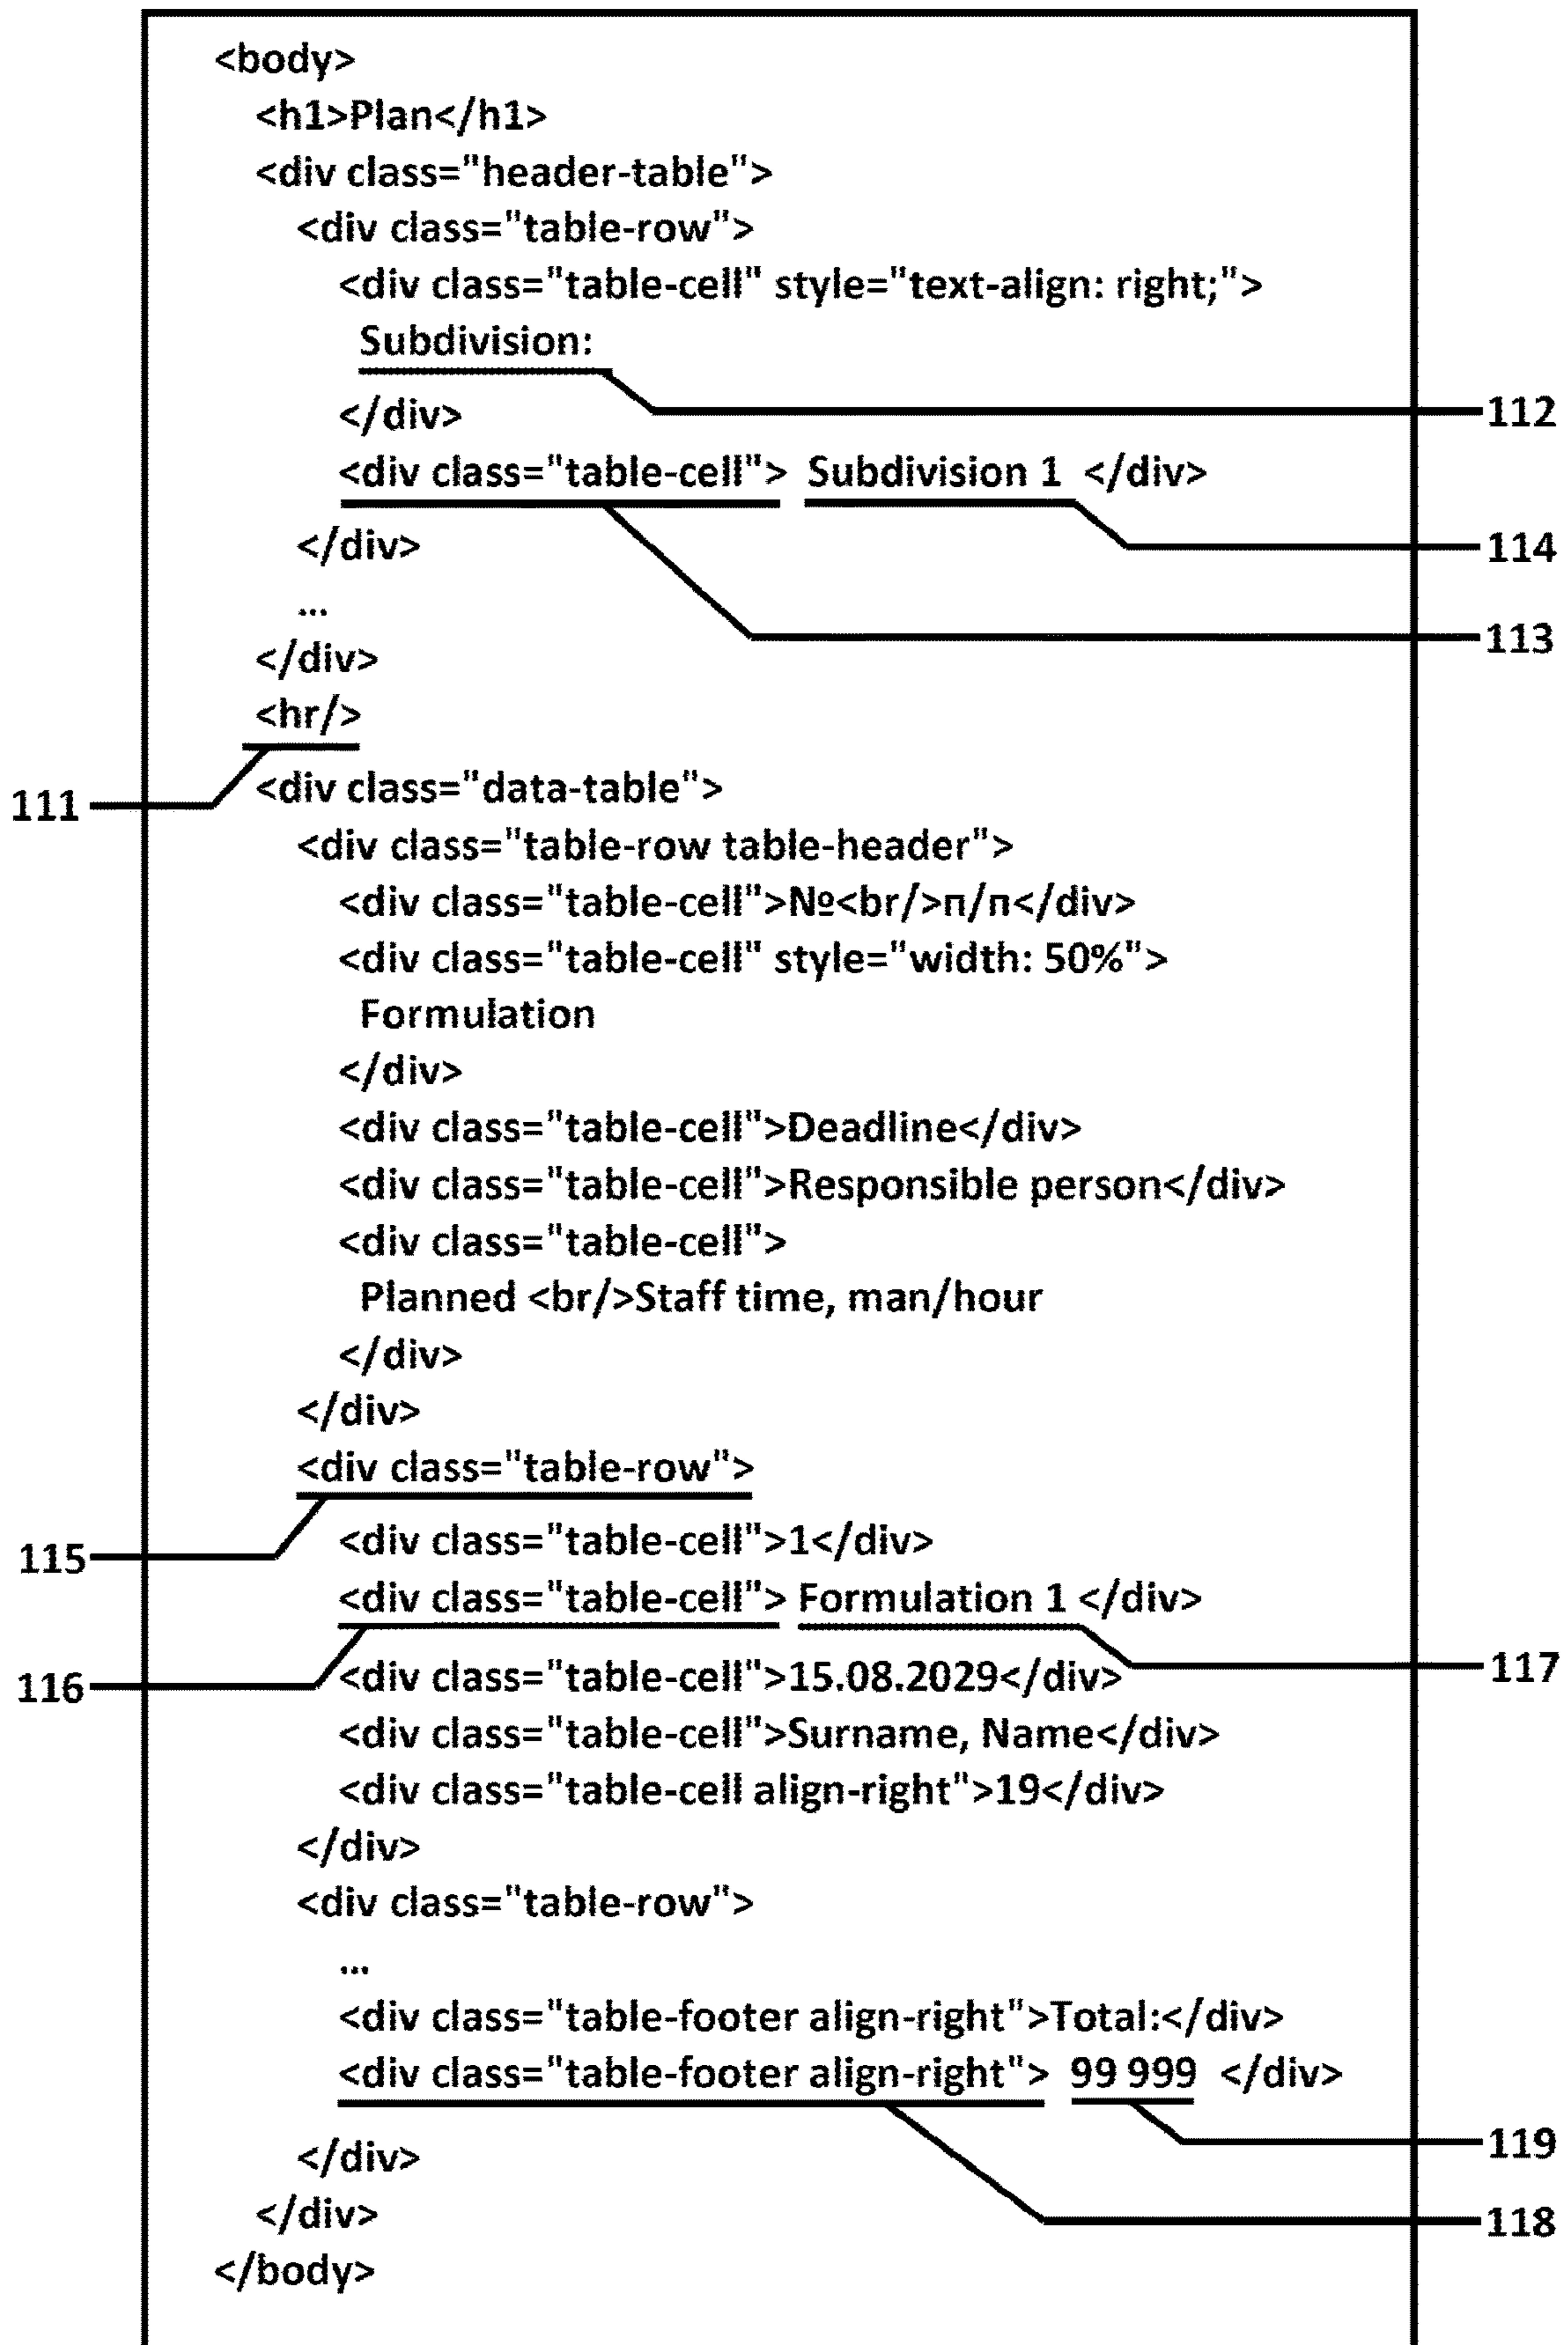 <body>
<h1>Plan</h1>
<div class="header-table">
<div class="table-row">
<div class="table-cell" style="text-align: right;">
Subdivision:
112
</div>
<div class="table-cell"> Subdivision 1 </div>
114
</div>
...
113
</div>
<hr/>
111
<div class="data-table">
<div class="table-row table-header">
<div class="table-cell">№<br/>п/п</div>
<div class="table-cell" style="width: 50%">
Formulation
</div>
<div class="table-cell">Deadline</div>
<div class="table-cell">Responsible person</div>
<div class="table-cell">
Planned <br/>Staff time, man/hour
</div>
</div>
<div class="table-row">
115
<div class="table-cell">1</div>
<div class="table-cell"> Formulation 1 </div>
116
117
<div class="table-cell">15.08.2029</div>
<div class="table-cell">Surname, Name</div>
<div class="table-cell align-right">19</div>
</div>
<div class="table-row">
...
<div class="table-footer align-right">Total:</div>
<div class="table-footer align-right"> 99 999 </div>
119
</div>
</div>
118
</body>